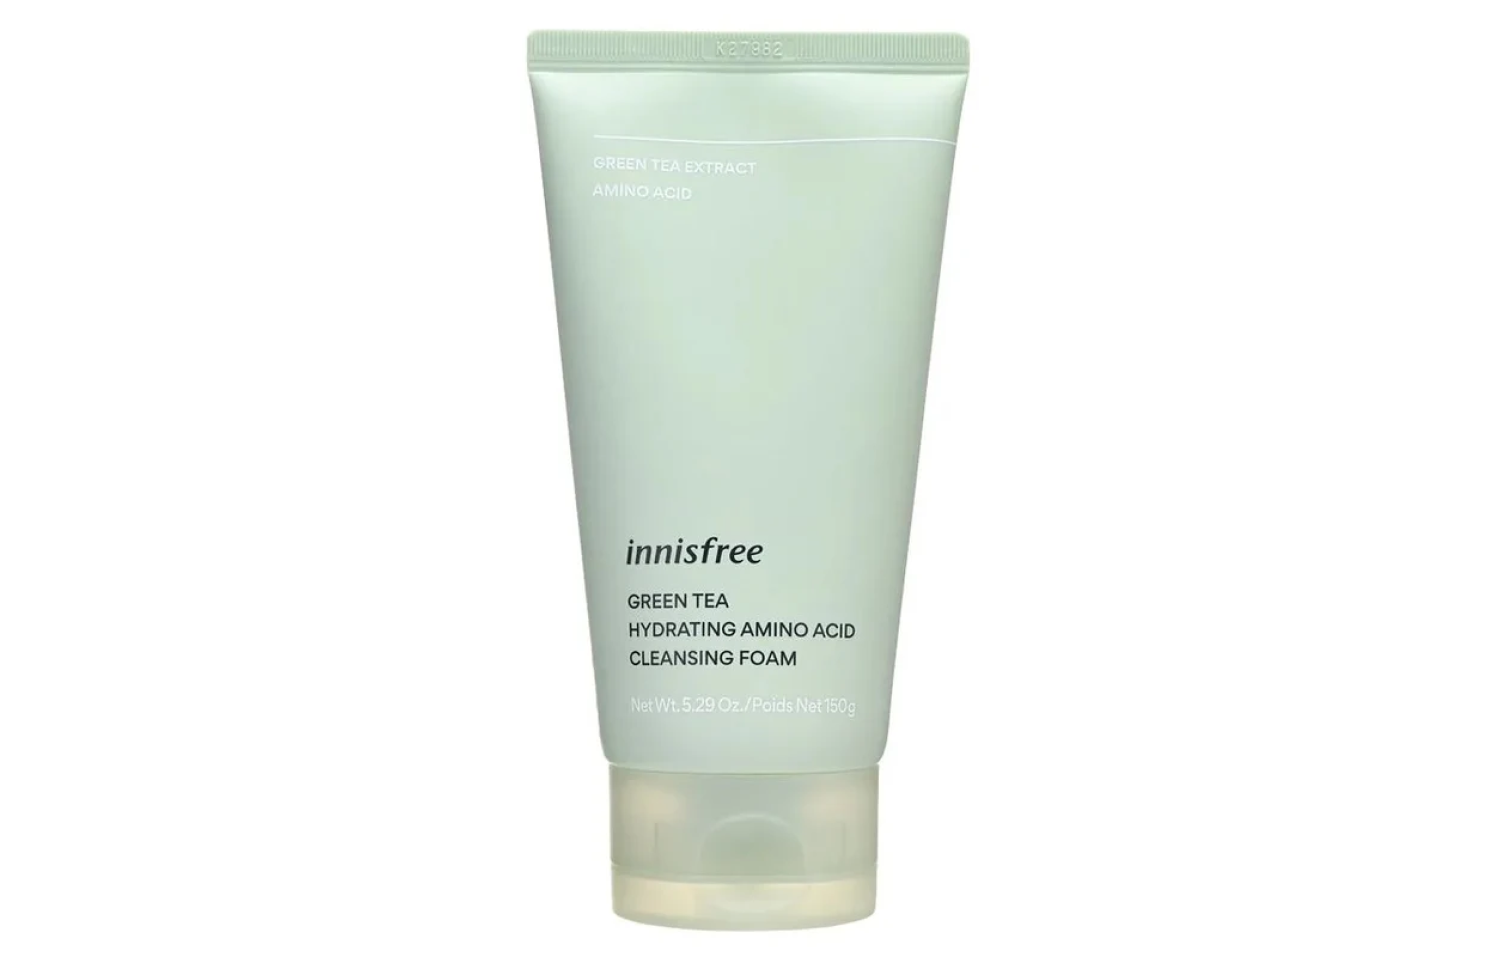 K27982
GREEN TEA EXTRACT
AMINO ACID
innisfree
GREEN TEA
HYDRATING AMINO ACID
CLEANSING FOAM
Net Wt. 5.29 Oz./Poids Net 150g